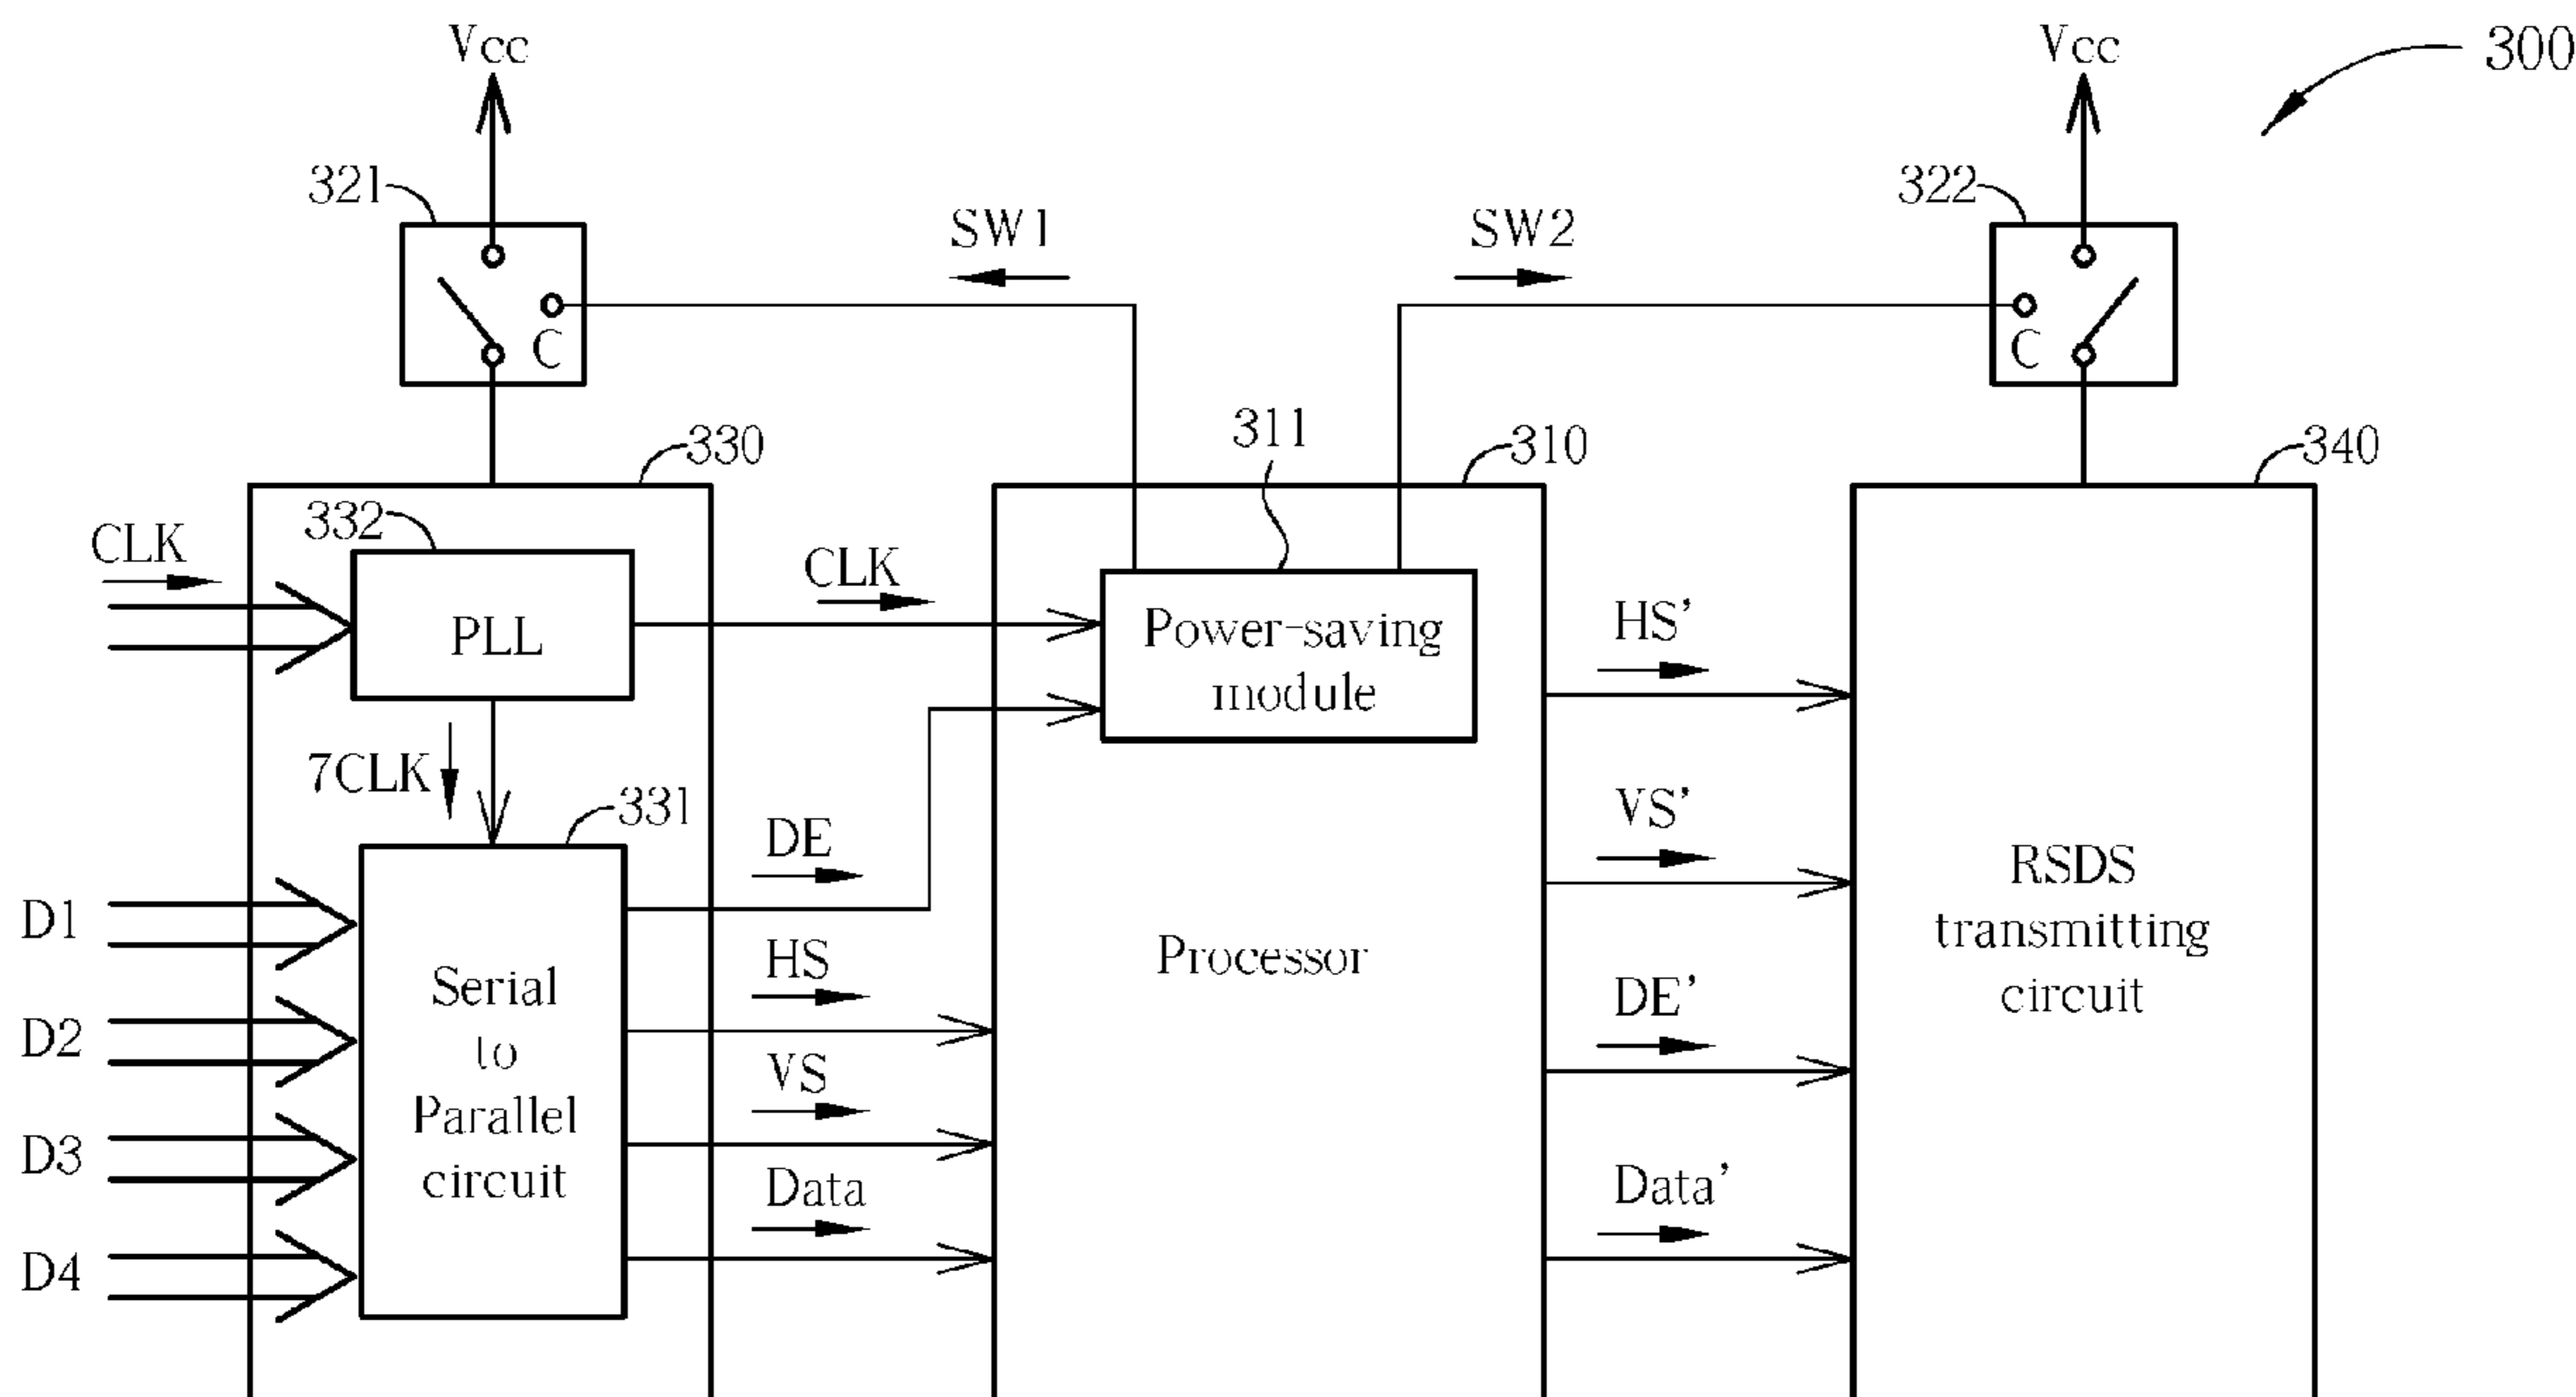 Vcc
Vcc
300
321
322
SW1
SW2
C
C
330
311
310
340
332
CLK
CLK
PLL
Power-saving
module
HS’
7CLK
331
VS’
DE
D1
RSDS
transmitting
circuit
Serial
to
Parallel
circuit
HS
Processor
DE’
D2
VS
D3
Data
Data’
D4